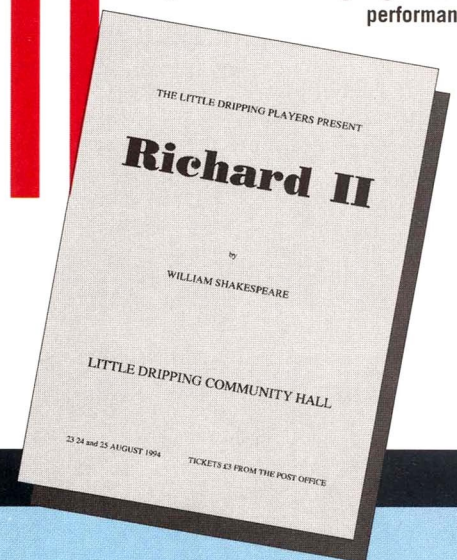 performan
THE LITTLE DRIPPING PLAYERS PRESENT
Richard II
by
WILLIAM SHAKESPEARE
LITTLE DRIPPING COMMUNITY HALL
23 24 and 25 AUGUST 1994
TICKETS £3 FROM THE POST OFFICE